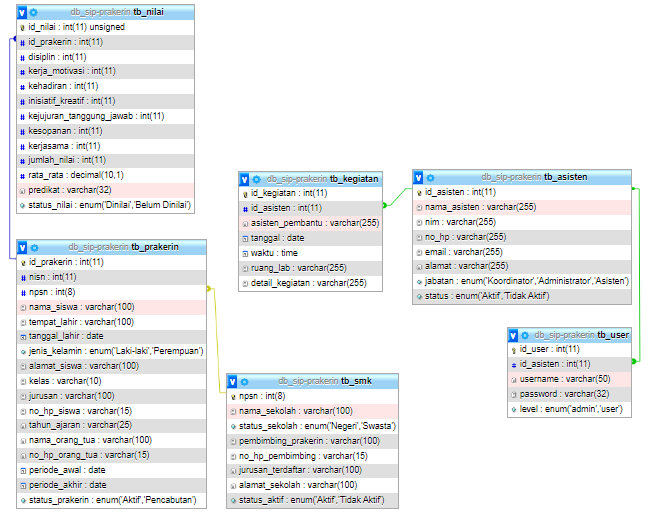 db_sip-prakerin tb_nilai
id_nilai : int(11) unsigned
id_prakerin : int(11)
disiplin : int(11)
kerja_motivasi : int(11)
kehadiran : int(11)
inisiatif_kreatif : int(11)
kejujuran_tanggung_jawab : int(11)
kesopanan : int(11)
kerjasama : int(11)
jumlah_nilai : int(11)
rata_rata : decimal(10,1)
predikat : varchar(32)
status_nilai : enum('Dinilai','Belum Dinilai')
db_sip-prakerin tb_prakerin
id_prakerin : int(11)
nisn : int(11)
npsn : int(8)
nama_siswa : varchar(100)
tempat_lahir : varchar(100)
tanggal_lahir : date
jenis_kelamin : enum('Laki-laki','Perempuan')
alamat_siswa : varchar(100)
kelas : varchar(10)
jurusan : varchar(100)
no_hp_siswa : varchar(15)
tahun_ajaran : varchar(25)
nama_orang_tua : varchar(100)
no_hp_orang_tua : varchar(15)
periode_awal : date
periode_akhir : date
status_prakerin : enum('Aktif','Pencabutan')
db_sip-prakerin tb_kegiatan
id_kegiatan : int(11)
id_asisten : int(11)
asisten_pembantu : varchar(255)
tanggal : date
waktu : time
ruang_lab : varchar(255)
detail_kegiatan : varchar(255)
db_sip-prakerin tb_asisten
id_asisten : int(11)
nama_asisten : varchar(255)
nim : varchar(255)
no_hp : varchar(255)
email : varchar(255)
alamat : varchar(255)
jabatan : enum('Koordinator','Administrator','Asisten')
status : enum('Aktif','Tidak Aktif')
db_sip-prakerin tb_user
id_user : int(11)
id_asisten : int(11)
username : varchar(50)
password : varchar(32)
level : enum('admin','user')
db_sip-prakerin tb_smk
npsn : int(8)
nama_sekolah : varchar(100)
status_sekolah : enum('Negeri','Swasta')
pembimbing_prakerin : varchar(100)
no_hp_pembimbing : varchar(15)
jurusan_terdaftar : varchar(100)
alamat_sekolah : varchar(100)
status_aktif : enum('Aktif','Tidak Aktif')